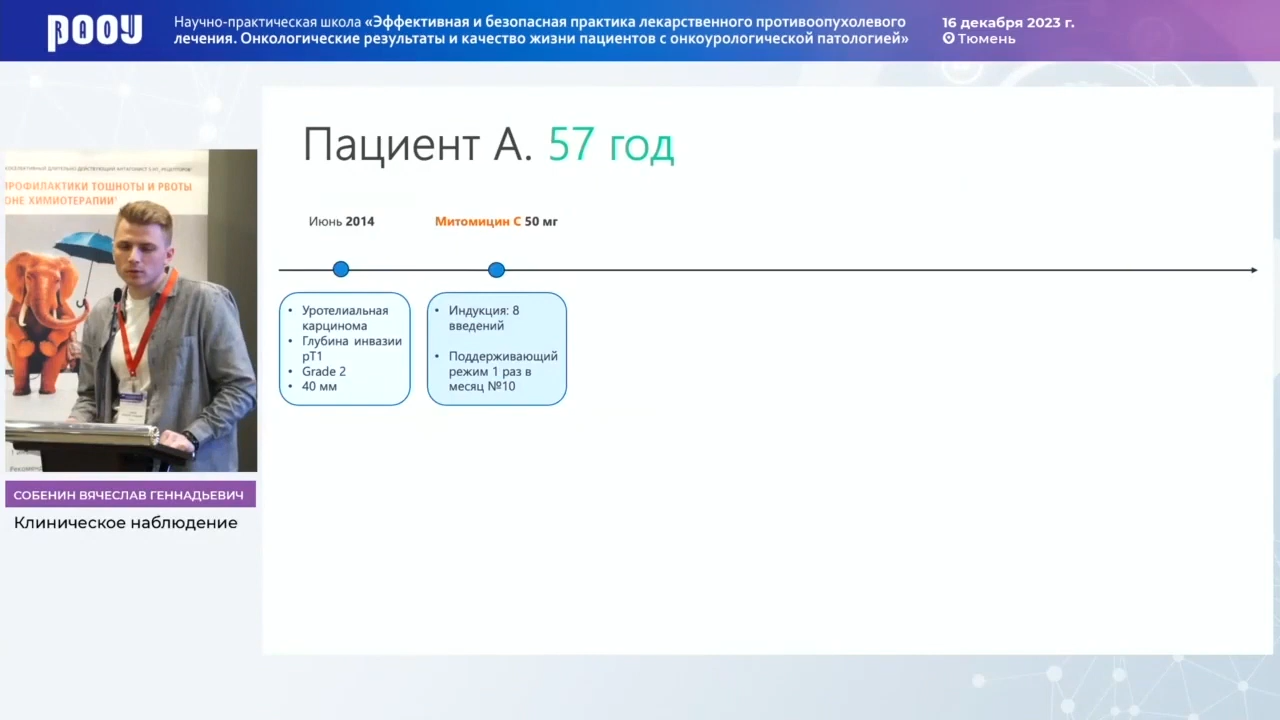 РООУ
RAOU
Научно-практическая школа «Эффективная и безопасная практика лекарственного противоопухолевого
лечения. Онкологические результаты и качество жизни пациентов с онкоурологической патологией»
16 декабря 2023 г.
Тюмень
ПРОФИЛАКТИКИ ТОШНОТЫ И РВОТЫ
ОНЕ ХИМИОТЕРАПИИ
СОБЕНИН ВЯЧЕСЛАВ ГЕННАДЬЕВИЧ
Клиническое наблюдение
Пациент А. 57 год
Июнь 2014
Митомицин С 50 мг
• Уротелиальная
карцинома
• Глубина инвазии
pT1
• Grade 2
• 40 мм
• Индукция: 8
введений
• Поддерживающий
режим 1 раз в
месяц №10